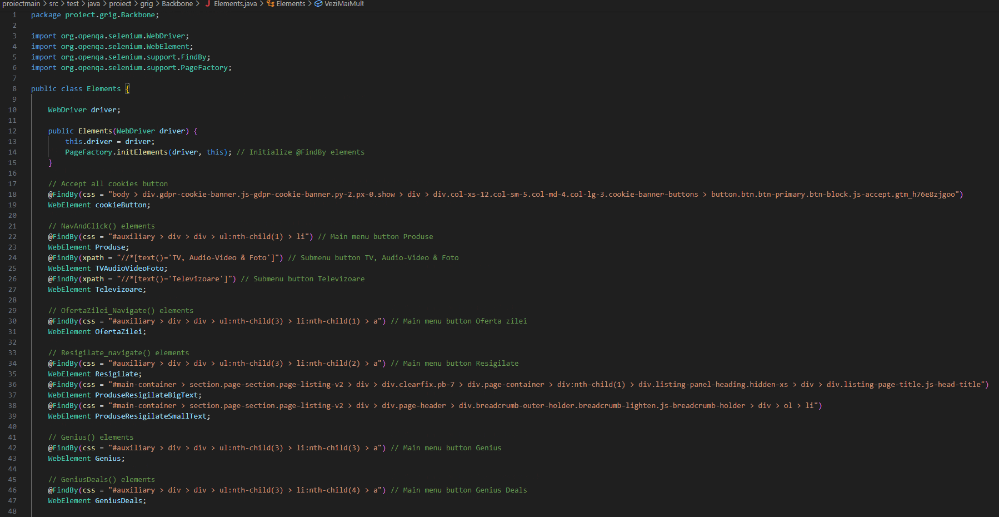 proiectmain > src > test > java > proiect > grig > Backbone > J Elements.java > Elements > VeziMaiMult
1 package proiect.grig.Backbone;
2
3 import org.openqa.selenium.WebDriver;
4 import org.openqa.selenium.WebElement;
5 import org.openqa.selenium.support.FindBy;
6 import org.openqa.selenium.support.PageFactory;
7
8 public class Elements {
9
10 WebDriver driver;
11
12 public Elements(WebDriver driver) {
13 this.driver = driver;
14 PageFactory.initElements(driver, this); // Initialize @FindBy elements
15 }
16
17 // Accept all cookies button
18 @FindBy(css = "body > div.gdpr-cookie-banner.js-gdpr-cookie-banner.py-2.px-0.show > div > div.col-xs-12.col-sm-5.col-md-4.col-lg-3.cookie-banner-buttons > button.btn.btn-primary.btn-block.js-accept.gtm_h76e8zjgoo")
19 WebElement cookieButton;
20
21 // NavAndClick() elements
22 @FindBy(css = "#auxiliary > div > div > ul:nth-child(1) > li") // Main menu button Produse
23 WebElement Produse;
24 @FindBy(xpath = "//*[text()='TV, Audio-Video & Foto']") // Submenu button TV, Audio-Video & Foto
25 WebElement TVAudioVideoFoto;
26 @FindBy(xpath = "//*[text()='Televizoare']") // Submenu button Televizoare
27 WebElement Televizoare;
28
29 // OfertaZilei_Navigate() elements
30 @FindBy(css = "#auxiliary > div > div > ul:nth-child(3) > li:nth-child(1) > a") // Main menu button Oferta zilei
31 WebElement OfertaZilei;
32
33 // Resigilate_navigate() elements
34 @FindBy(css = "#auxiliary > div > div > ul:nth-child(3) > li:nth-child(2) > a") // Main menu button Resigilate
35 WebElement Resigilate;
36 @FindBy(css = "#main-container > section.page-section.page-listing-v2 > div > div.clearfix.pb-7 > div.page-container > div:nth-child(1) > div.listing-panel-heading.hidden-xs > div > div.listing-page-title.js-head-title")
37 WebElement ProduseResigilateBigText;
38 @FindBy(css = "#main-container > section.page-section.page-listing-v2 > div > div.page-header > div.breadcrumb-outer-holder.breadcrumb-lighten.js-breadcrumb-holder > div > ol > li")
39 WebElement ProduseResigilateSmallText;
40
41 // Genius() elements
42 @FindBy(css = "#auxiliary > div > div > ul:nth-child(3) > li:nth-child(3) > a") // Main menu button Genius
43 WebElement Genius;
44
45 // GeniusDeals() elements
46 @FindBy(css = "#auxiliary > div > div > ul:nth-child(3) > li:nth-child(4) > a") // Main menu button Genius Deals
47 WebElement GeniusDeals;
48